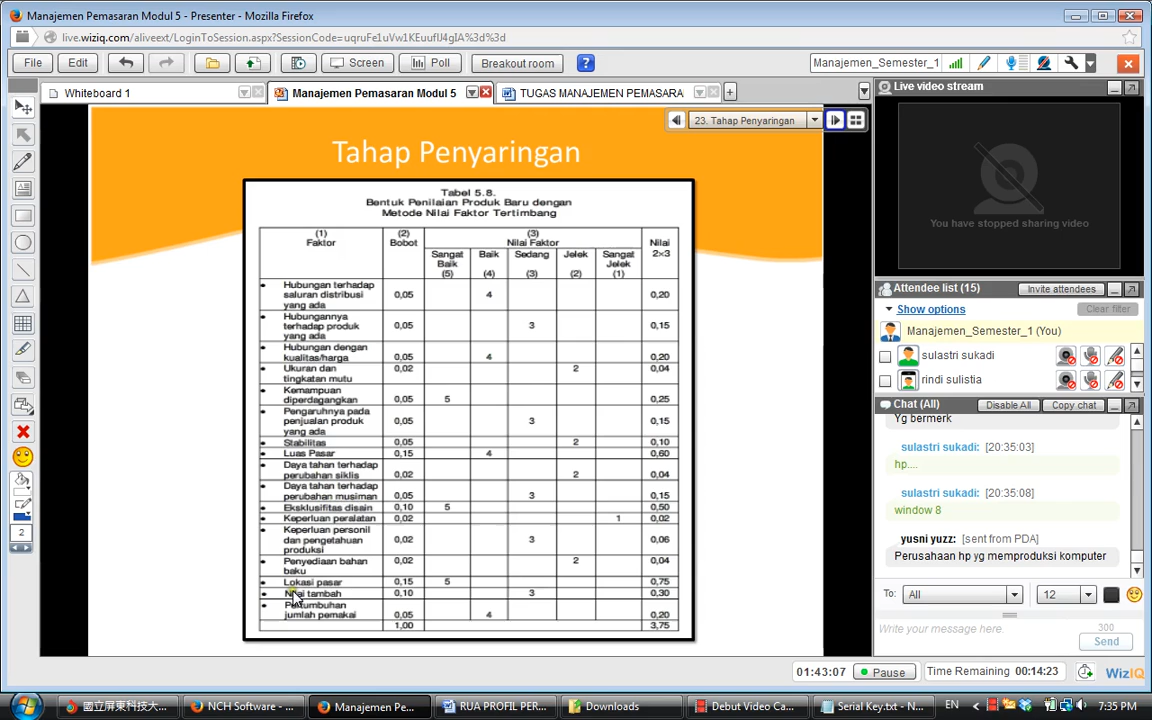 Manajemen Pemasaran Modul 5 - Presenter - Mozilla Firefox
live.wiziq.com/aliveext/LoginToSession.aspx?SessionCode=uqruFe1uVw1KEuufIJ4gIA%3d%3d
File Edit Screen Poll Breakout room ? Manajemen_Semester_1
Whiteboard 1 Manajemen Pemasaran Modul 5 TUGAS MANAJEMEN PEMASARA
23. Tahap Penyaringan
Tahap Penyaringan
Tabel 5.8.
Bentuk Penilaian Produk Baru dengan
Metode Nilai Faktor Tertimbang
(1) (2) (3)
Faktor Bobot Nilai Faktor Nilai
2×3
Sangat Baik Sedang Jelek Sangat
Baik Jelek
(5) (4) (3) (2) (1)
• Hubungan terhadap
saluran distribusi 0,05 4 0,20
yang ada
• Hubungannya
terhadap produk 0,05 3 0,15
yang ada
• Hubungan dengan
kualitas/harga 0,05 4 0,20
• Ukuran dan 0,02 2 0,04
tingkatan mutu
• Kemampuan
diperdagangkan 0,05 5 0,25
• Pengaruhnya pada
penjualan produk 0,05 3 0,15
yang ada
• Stabilitas 0,05 2 0,10
• Luas Pasar 0,15 4 0,60
• Daya tahan terhadap
perubahan siklis 0,02 2 0,04
• Daya tahan terhadap
perubahan musiman 0,05 3 0,15
• Eksklusifitas disain 0,10 5 0,50
• Keperluan peralatan 0,02 1 0,02
• Keperluan personil
dan pengetahuan 0,02 3 0,06
produksi
• Penyediaan bahan 0,02 2 0,04
baku
• Lokasi pasar 0,15 5 0,75
• Nilai tambah 0,10 3 0,30
• Pertumbuhan
jumlah pemakai 0,05 4 0,20
1,00 3,75
2
Live video stream
You have stopped sharing video
Attendee list (15) Invite attendees
Show options Clear filter
Manajemen_Semester_1 (You)
sulastri sukadi
rindi sulistia
Chat (All) Disable All Copy chat
Yg bermerk
sulastri sukadi: [20:35:03]
hp....
sulastri sukadi: [20:35:08]
window 8
yusni yuzz: [sent from PDA]
Perusahaan hp yg memproduksi komputer
To: All 12
Write your message here. 300
Send
01:43:07 Pause Time Remaining 00:14:23 WizIQ
國立屏東科技大... NCH Software - ... Manajemen Pe... RUA PROFIL PER... Downloads Debut Video Ca... Serial Key.txt - N... EN 7:35 PM